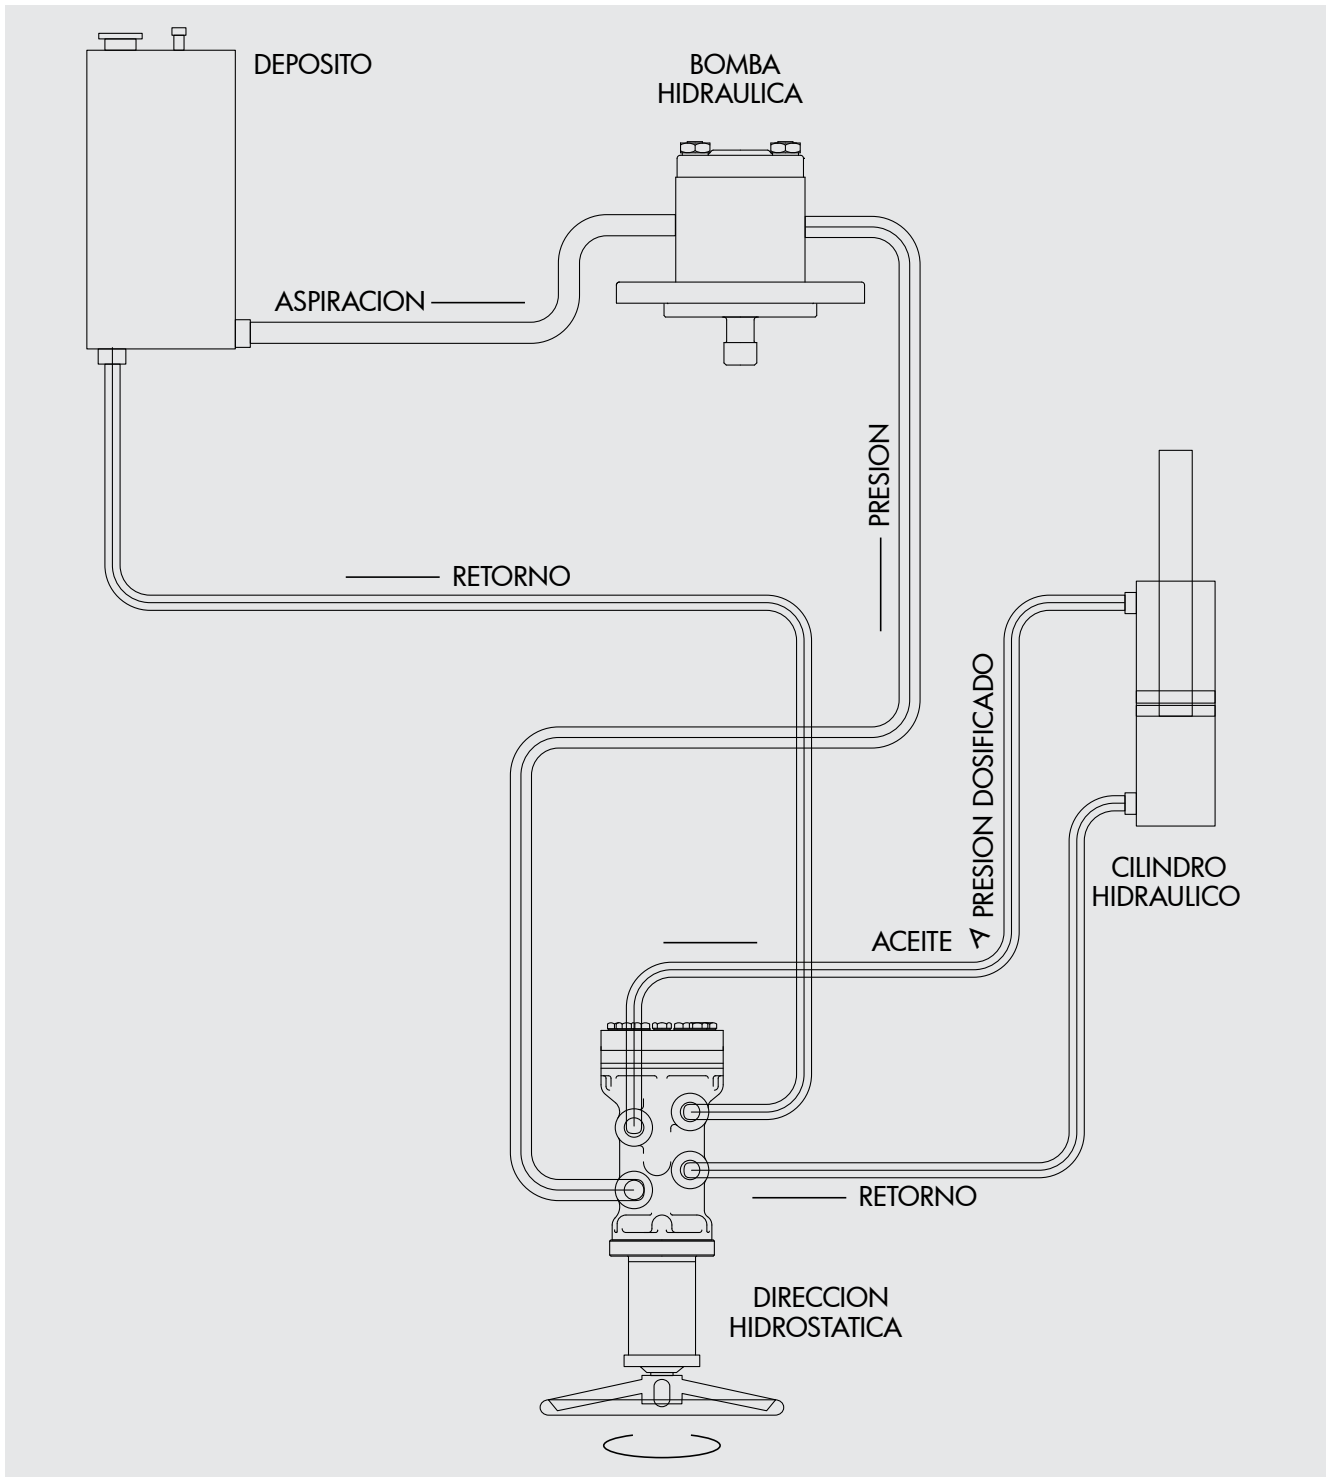 DEPOSITO
BOMBA
HIDRAULICA
ASPIRACION
PRESION
RETORNO
ACEITE A PRESION DOSIFICADO
CILINDRO
HIDRAULICO
RETORNO
DIRECCION
HIDROSTATICA